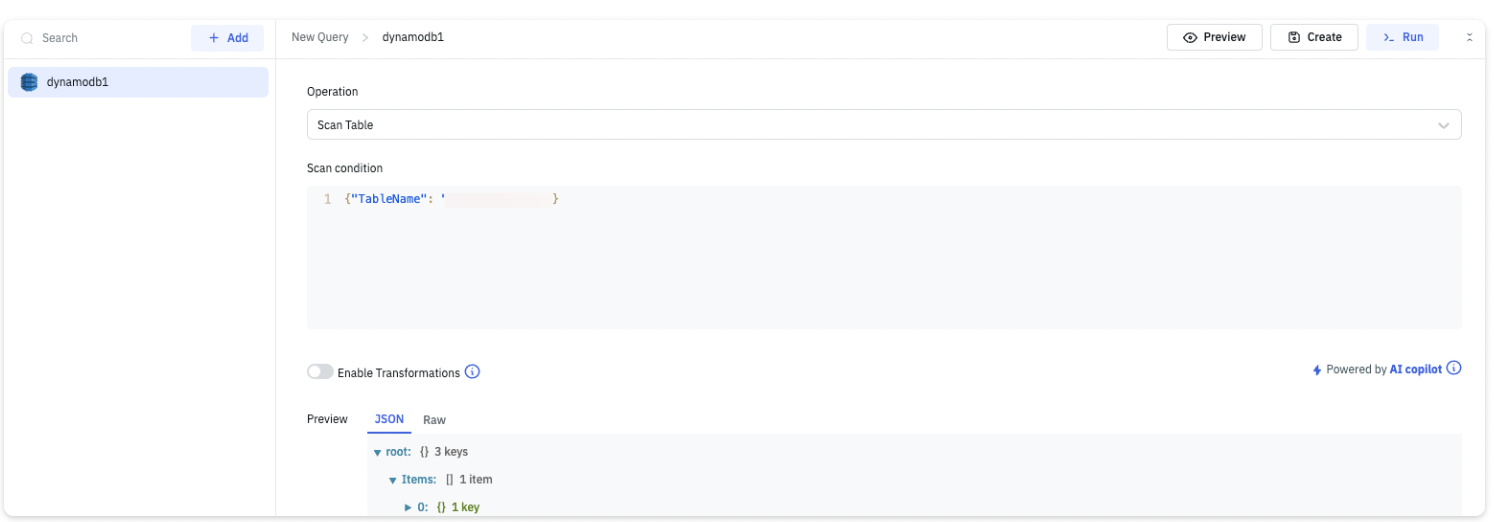 Search
+ Add
New Query > dynamodb1
Preview
Create
>_ Run
dynamodb1
Operation
Scan Table
Scan condition
1 {"TableName": ' }
Enable Transformations
Powered by AI copilot
Preview JSON Raw
root: {} 3 keys
Items: [] 1 item
0: {} 1 key